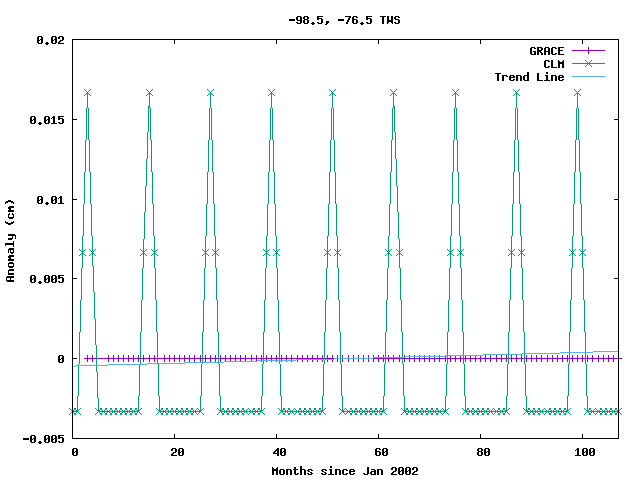 -98.5, -76.5 TWS
GRACE
CLM
Trend Line
0.02
0.015
0.01
0.005
0
-0.005
Anomaly (cm)
0 20 40 60 80 100
Months since Jan 2002